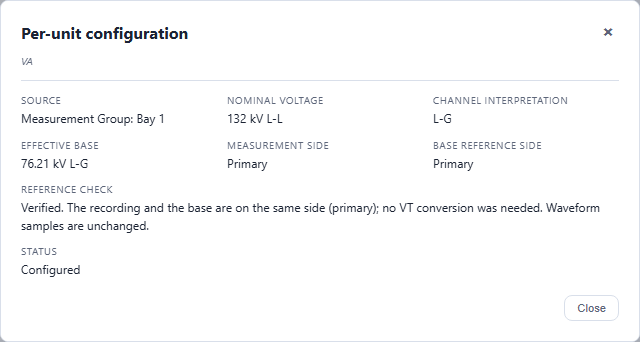 Per-unit configuration
×
VA
SOURCE
Measurement Group: Bay 1
NOMINAL VOLTAGE
132 kV L-L
CHANNEL INTERPRETATION
L-G
EFFECTIVE BASE
76.21 kV L-G
MEASUREMENT SIDE
Primary
BASE REFERENCE SIDE
Primary
REFERENCE CHECK
Verified. The recording and the base are on the same side (primary); no VT conversion was needed. Waveform
samples are unchanged.
STATUS
Configured
Close